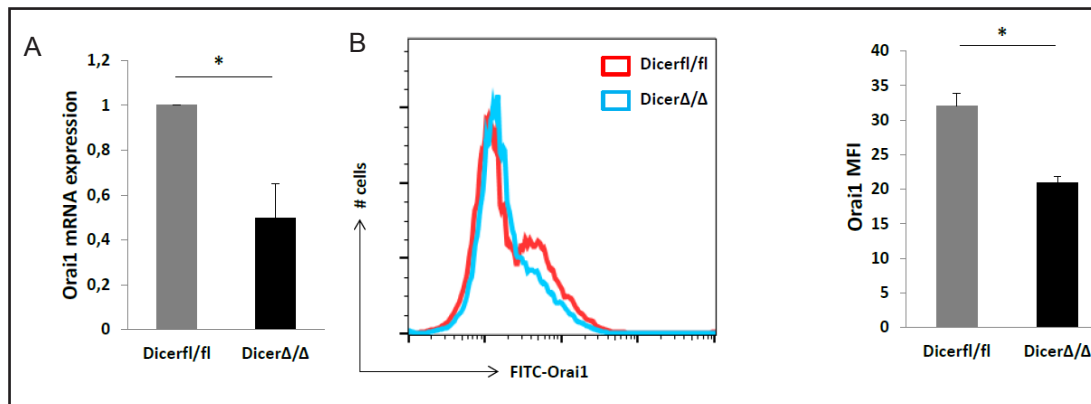 A
Orai1 mRNA expression
1,2
1
0,8
0,6
0,4
0,2
0
*
Dicerfl/fl
DicerΔ/Δ
B
# cells
FITC-Orai1
Dicerfl/fl
DicerΔ/Δ
Orai1 MFI
40
35
30
25
20
15
10
5
0
*
Dicerfl/fl
DicerΔ/Δ